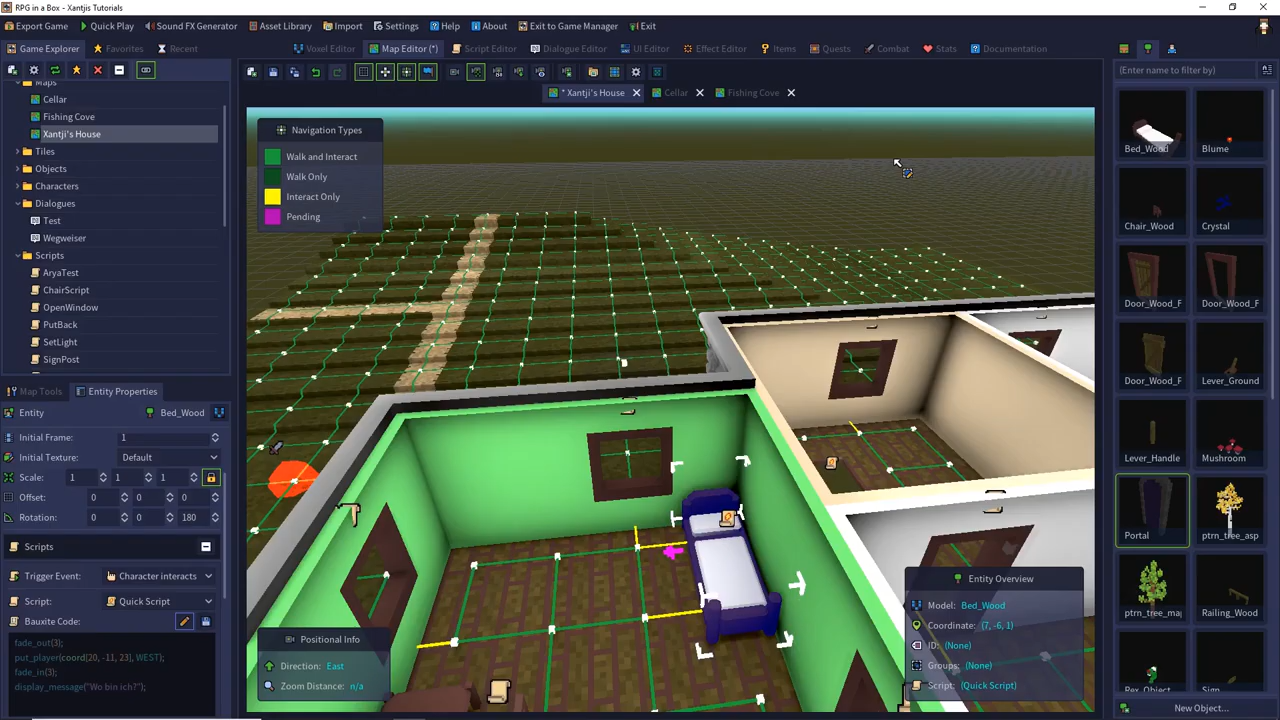 RPG in a Box - Xantjis Tutorials
Export Game
Quick Play
Sound FX Generator
Asset Library
Import
Settings
Help
About
Exit to Game Manager
Exit
Game Explorer
Favorites
Recent
Voxel Editor
Map Editor (*)
Script Editor
Dialogue Editor
UI Editor
Effect Editor
Items
Quests
Combat
Stats
Documentation
* Xantji's House
Cellar
Fishing Cove
Maps
Cellar
Fishing Cove
Xantji's House
Tiles
Objects
Characters
Dialogues
Test
Wegweiser
Scripts
AryaTest
ChairScript
OpenWindow
PutBack
SetLight
SignPost
Map Tools
Entity Properties
Entity
Bed_Wood
Initial Frame: 1
Initial Texture: Default
Scale: 1 1 1
Offset: 0 0 0
Rotation: 0 0 180
Scripts
Trigger Event: Character interacts
Script: Quick Script
Bauxite Code:
fade_out(3);
put_player(coord[20, -11, 23], WEST);
fade_in(3);
display_message("Wo bin ich?");
Navigation Types
Walk and Interact
Walk Only
Interact Only
Pending
Positional Info
Direction: East
Zoom Distance: n/a
Entity Overview
Model: Bed_Wood
Coordinate: (7, -6, 1)
ID: (None)
Groups: (None)
Script: (Quick Script)
(Enter name to filter by)
Bed_Wood
Blume
Chair_Wood
Crystal
Door_Wood_F
Door_Wood_F
Door_Wood_F
Lever_Ground
Lever_Handle
Mushroom
Portal
ptrn_tree_asp
ptrn_tree_ma
Railing_Wood
Rex_Object
Sign
New Object...